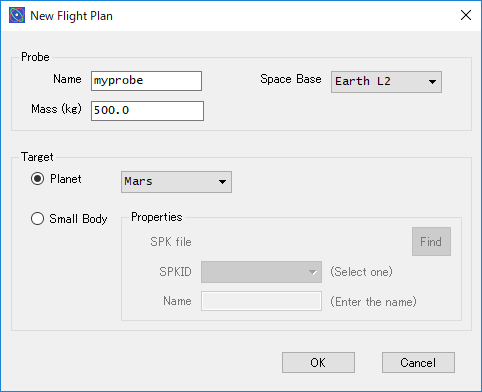 New Flight Plan
Probe
Name myprobe Space Base Earth L2
Mass (kg) 500.0
Target
Planet Mars
Small Body Properties
SPK file Find
SPKID (Select one)
Name (Enter the name)
OK Cancel